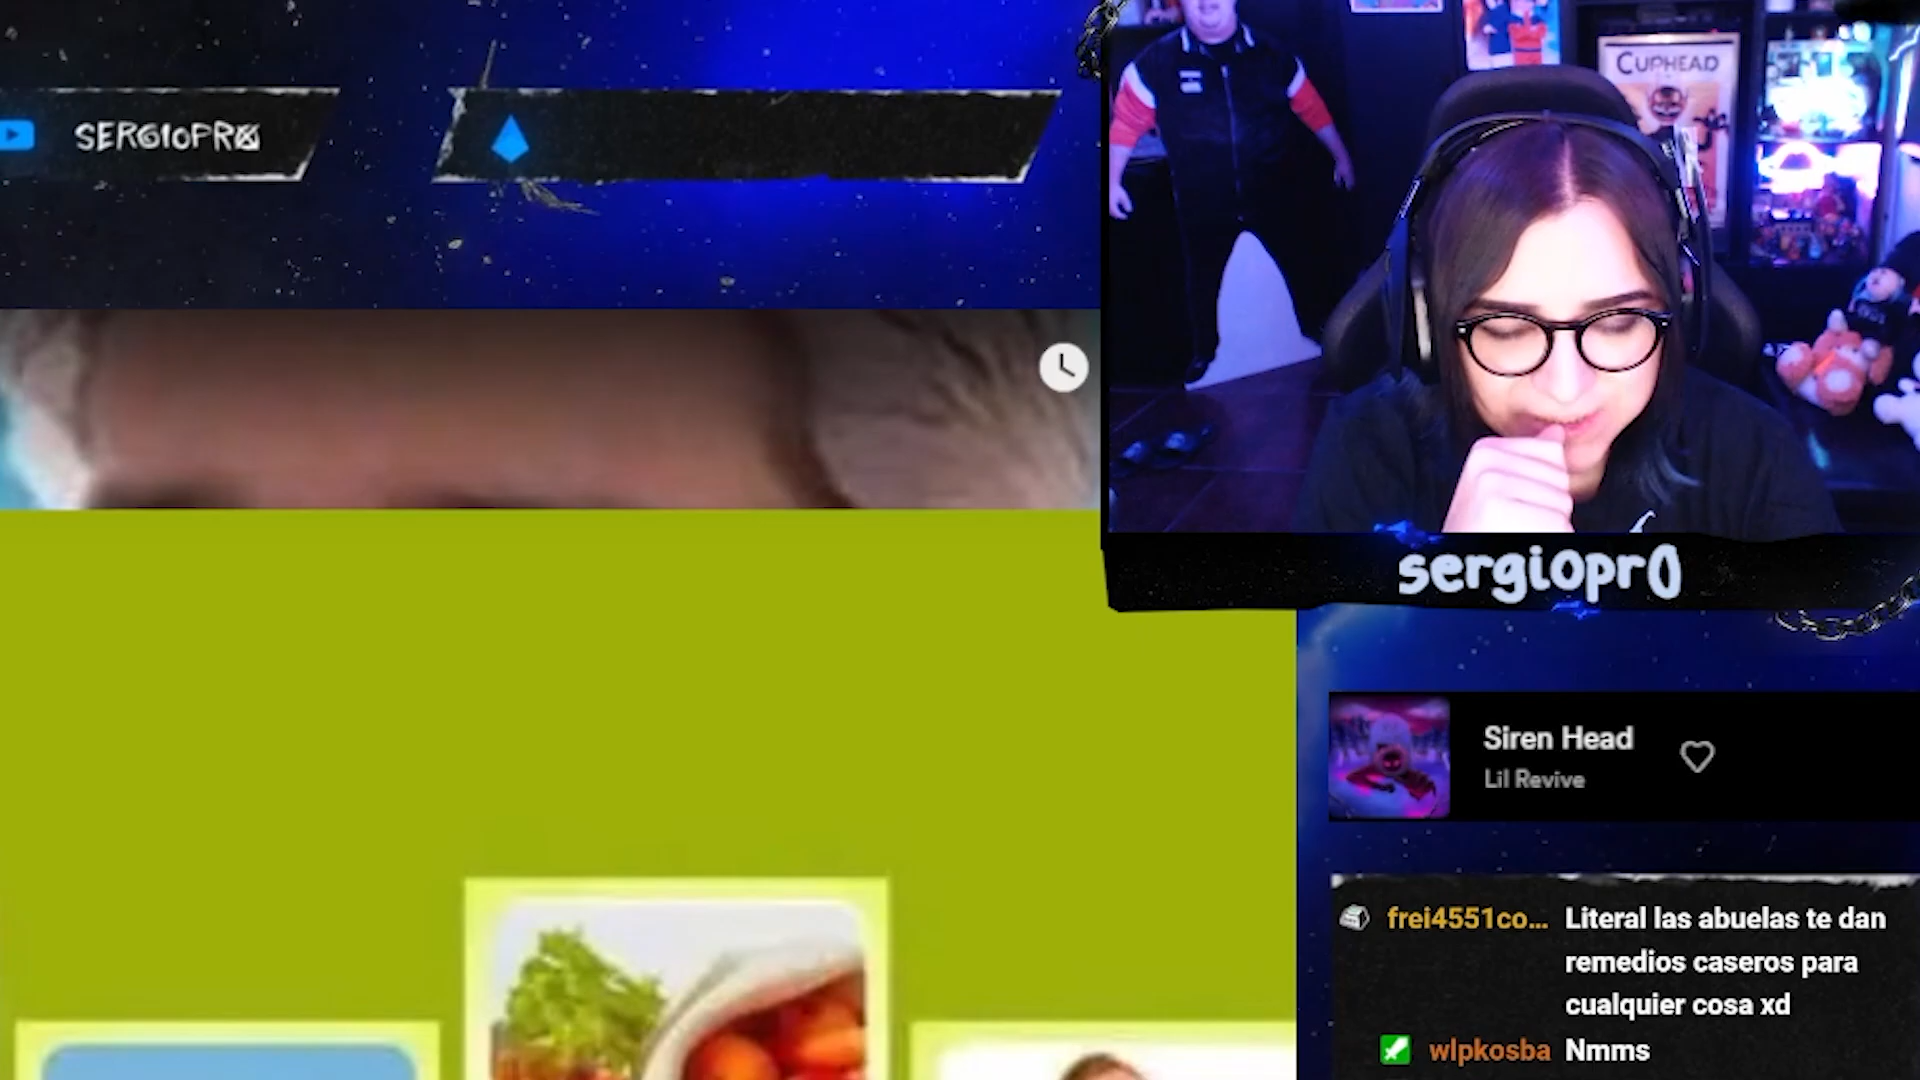 SERGIOPR0
CUPHEAD
sergiopr0
Siren Head
Lil Revive
frei4551co... Literal las abuelas te dan
remedios caseros para
cualquier cosa xd
wlpkosba Nmms